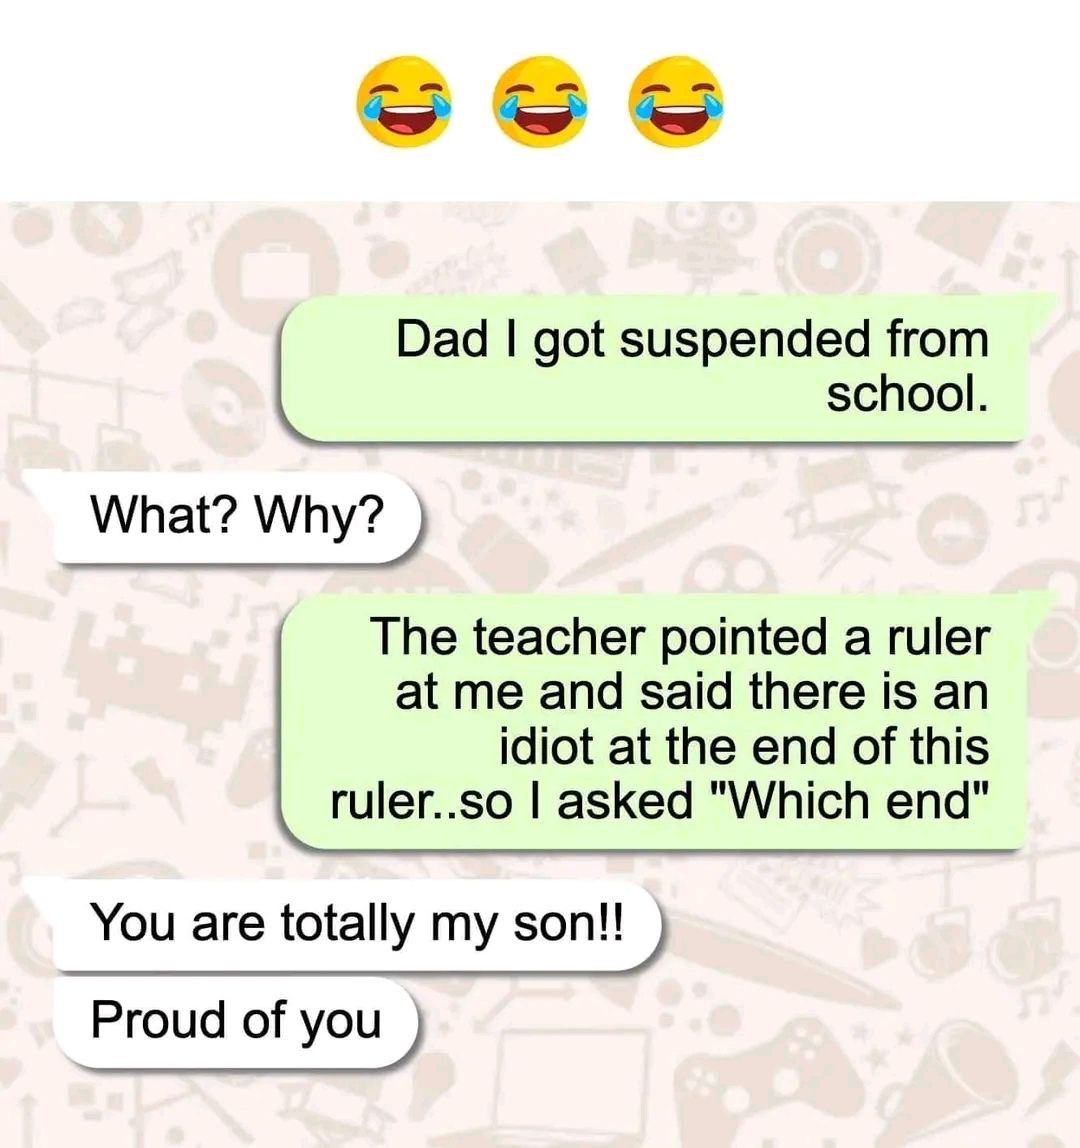 Dad I got suspended from
school.
What? Why?
The teacher pointed a ruler
at me and said there is an
idiot at the end of this
ruler..so I asked "Which end"
You are totally my son!!
Proud of you